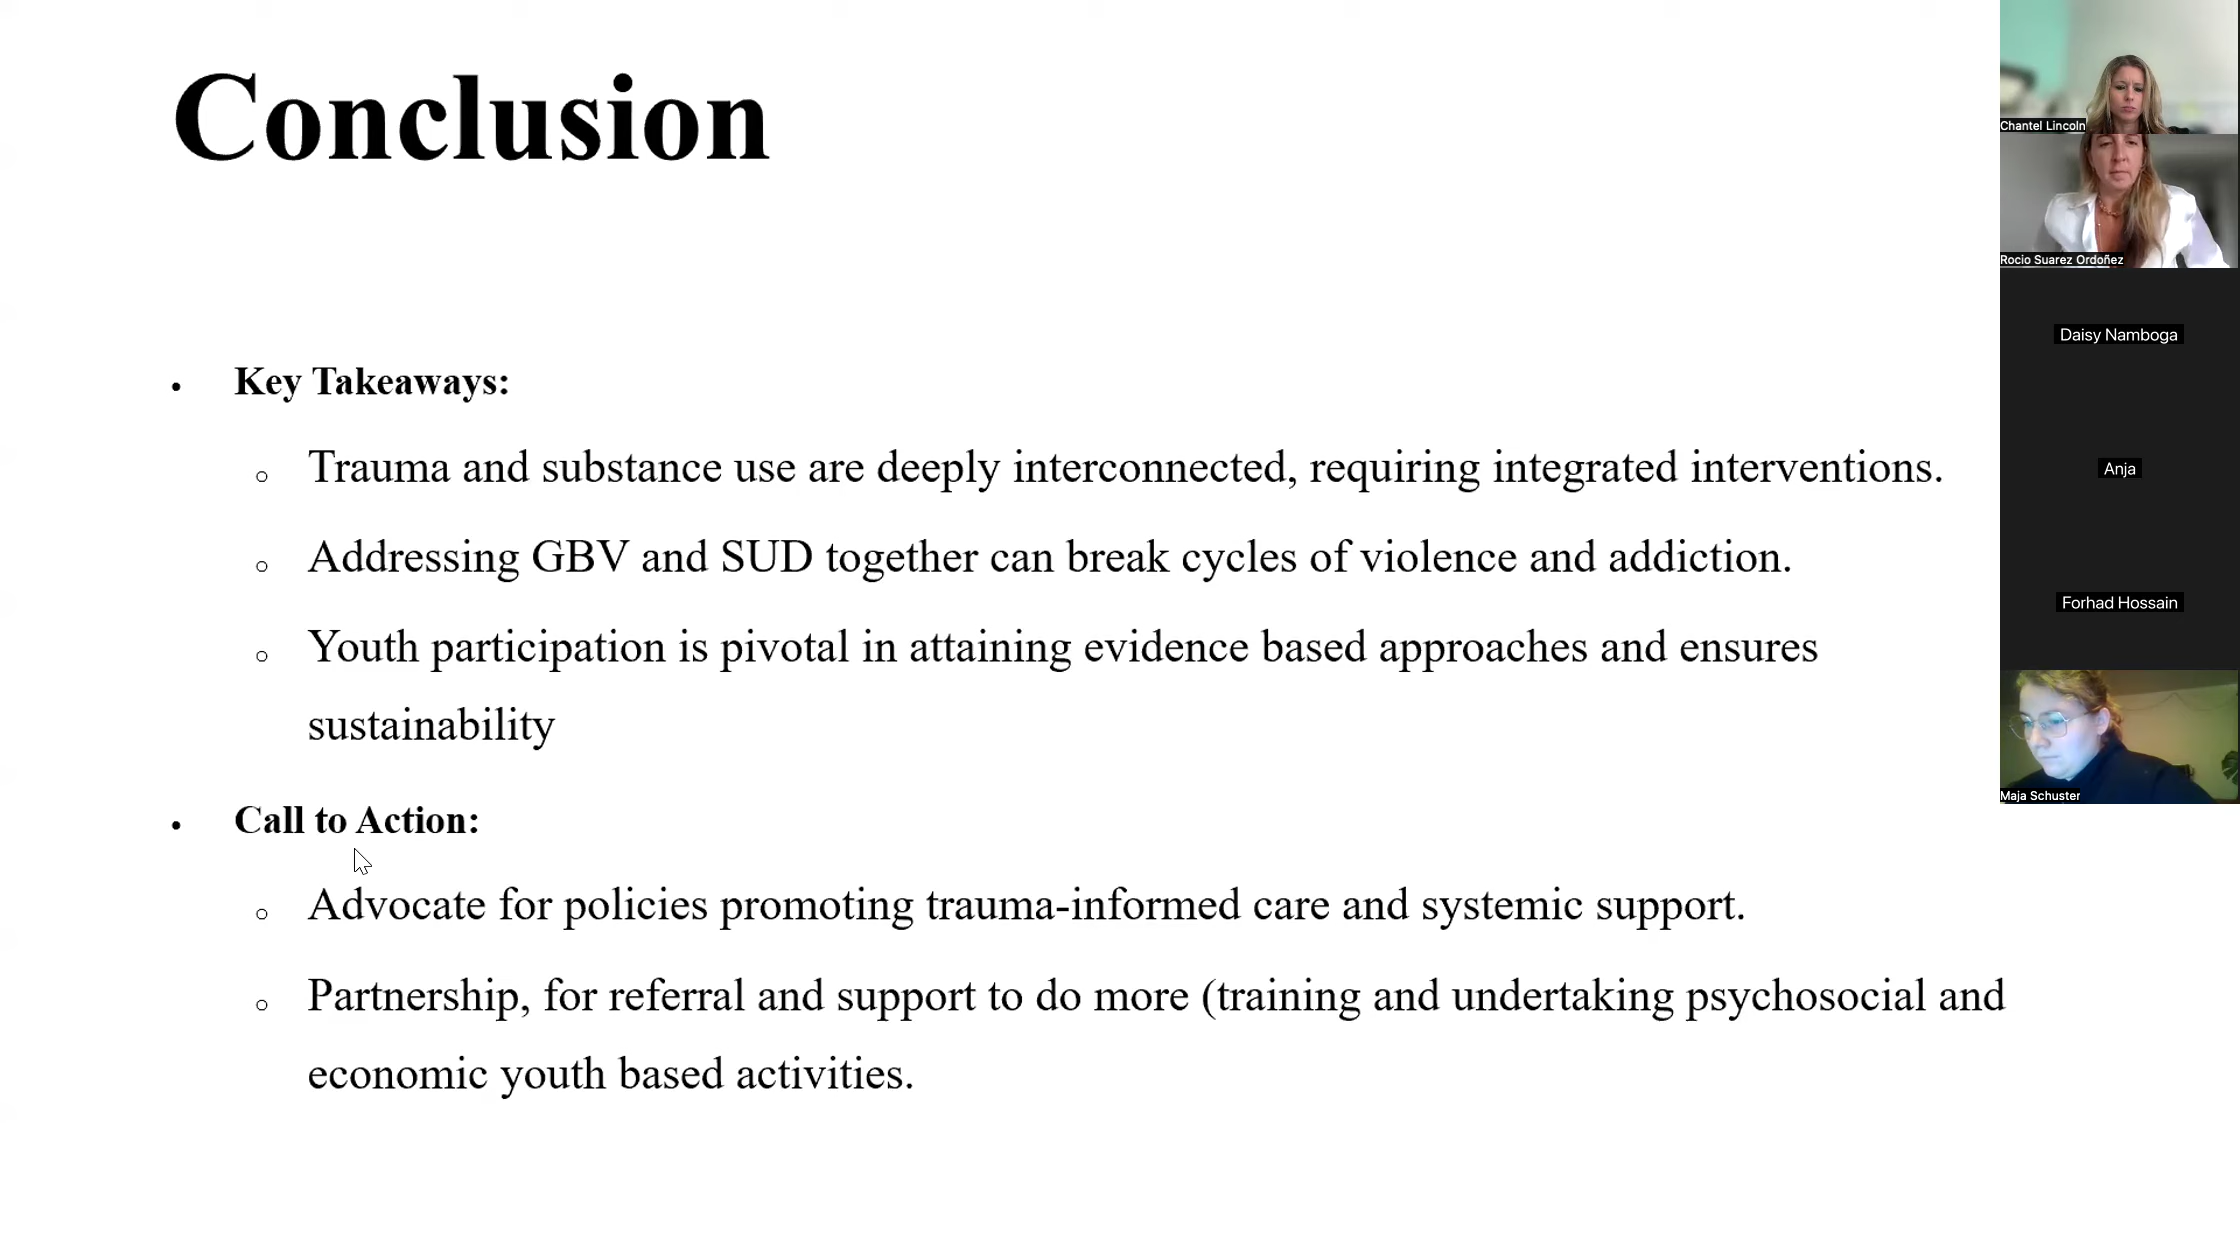 Conclusion
• Key Takeaways:
○ Trauma and substance use are deeply interconnected, requiring integrated interventions.
○ Addressing GBV and SUD together can break cycles of violence and addiction.
○ Youth participation is pivotal in attaining evidence based approaches and ensures
sustainability
• Call to Action:
○ Advocate for policies promoting trauma-informed care and systemic support.
○ Partnership, for referral and support to do more (training and undertaking psychosocial and
economic youth based activities.
Chantel Lincoln
Rocio Suarez Ordoñez
Daisy Namboga
Anja
Forhad Hossain
Maja Schuster